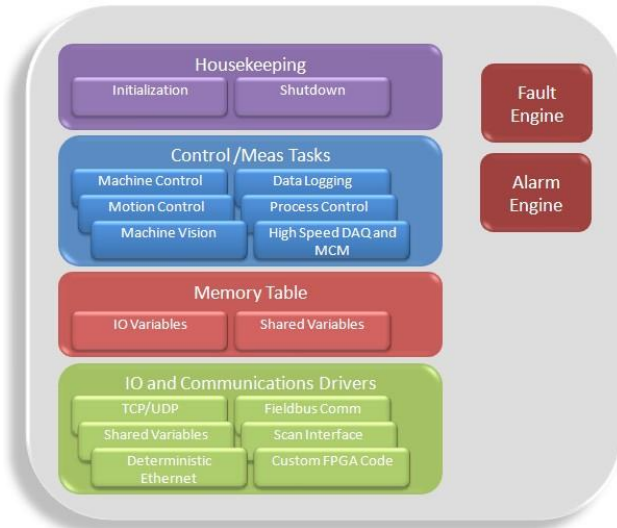 Housekeeping
Initialization
Shutdown
Control /Meas Tasks
Machine Control
Data Logging
Motion Control
Process Control
Machine Vision
High Speed DAQ and
MCM
Memory Table
IO Variables
Shared Variables
IO and Communications Drivers
TCP/UDP
Fieldbus Comm
Shared Variables
Scan Interface
Deterministic
Ethernet
Custom FPGA Code
Fault
Engine
Alarm
Engine